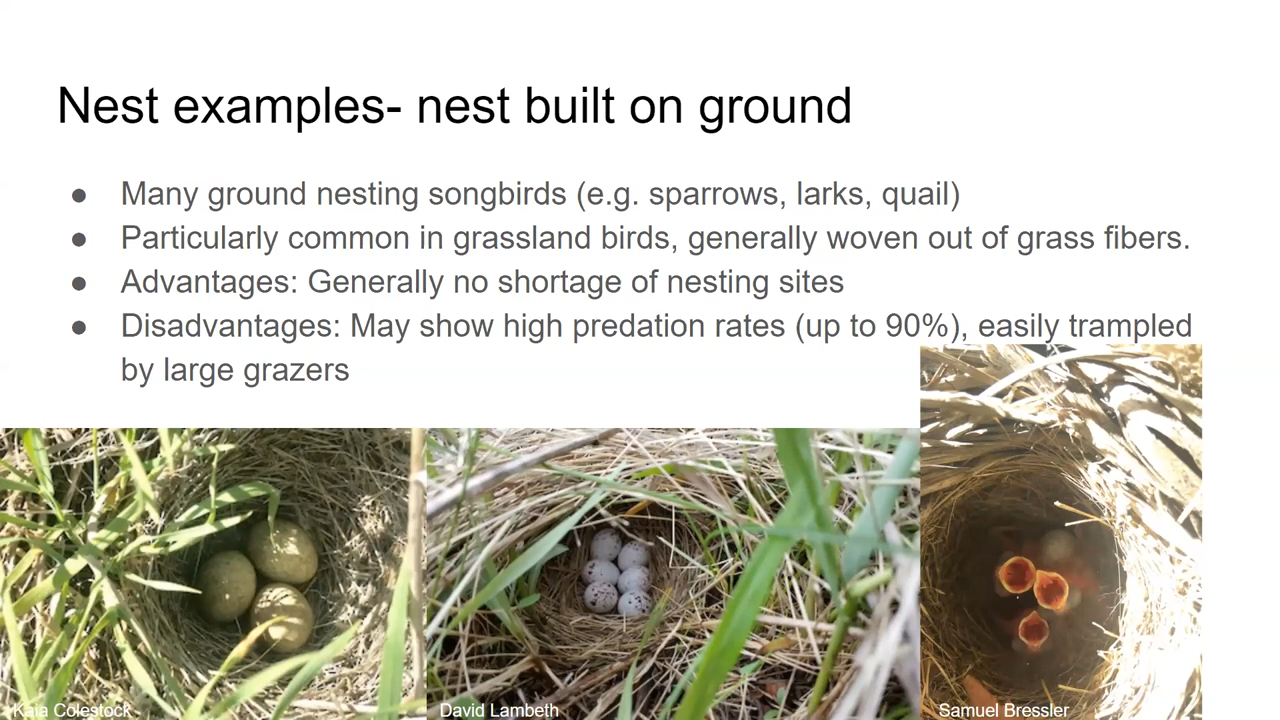 Nest examples- nest built on ground
● Many ground nesting songbirds (e.g. sparrows, larks, quail)
● Particularly common in grassland birds, generally woven out of grass fibers.
● Advantages: Generally no shortage of nesting sites
● Disadvantages: May show high predation rates (up to 90%), easily trampled
by large grazers
Kaia Colestock
David Lambeth
Samuel Bressler